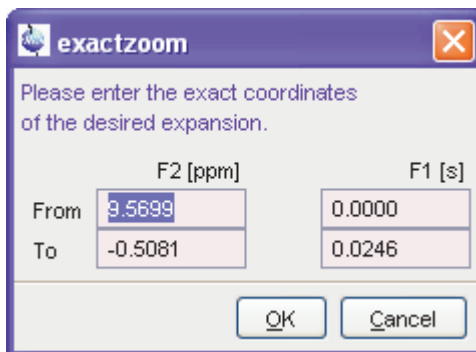 exactzoom
Please enter the exact coordinates
of the desired expansion.
F2 [ppm] F1 [s]
From 9.5699 0.0000
To -0.5081 0.0246
OK Cancel